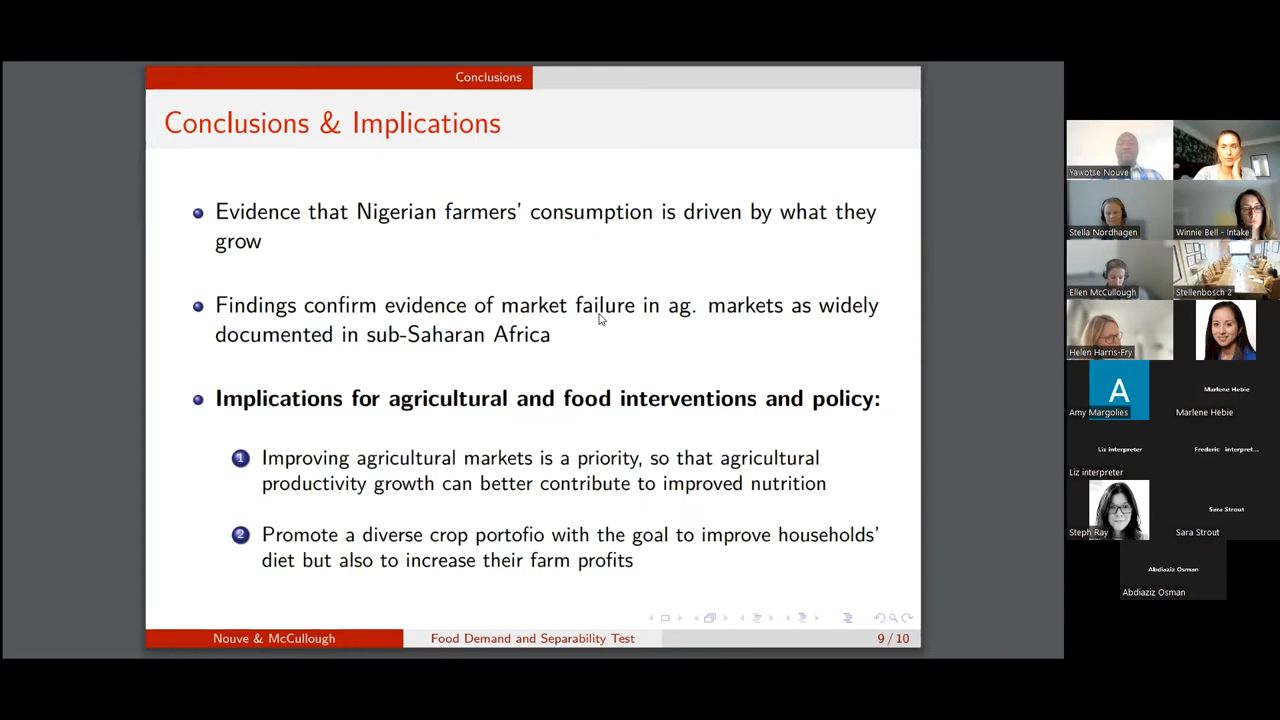 Conclusions
Conclusions & Implications
Evidence that Nigerian farmers' consumption is driven by what they
grow
Findings confirm evidence of market failure in ag. markets as widely
documented in sub-Saharan Africa
Implications for agricultural and food interventions and policy:
1 Improving agricultural markets is a priority, so that agricultural
productivity growth can better contribute to improved nutrition
2 Promote a diverse crop portofio with the goal to improve households'
diet but also to increase their farm profits
Nouve & McCullough
Food Demand and Separability Test
9 / 10
Yawotse Nouve
Stella Nordhagen
Winnie Bell - Intake
Ellen McCullough
Stellenbosch 2
Helen Harris-Fry
A
Amy Margolies
Marlene Hebie
Marlene Hebie
Liz interpreter
Liz interpreter
Frederic interpret...
Steph Ray
Sara Strout
Sara Strout
Abdiaziz Osman
Abdiaziz Osman